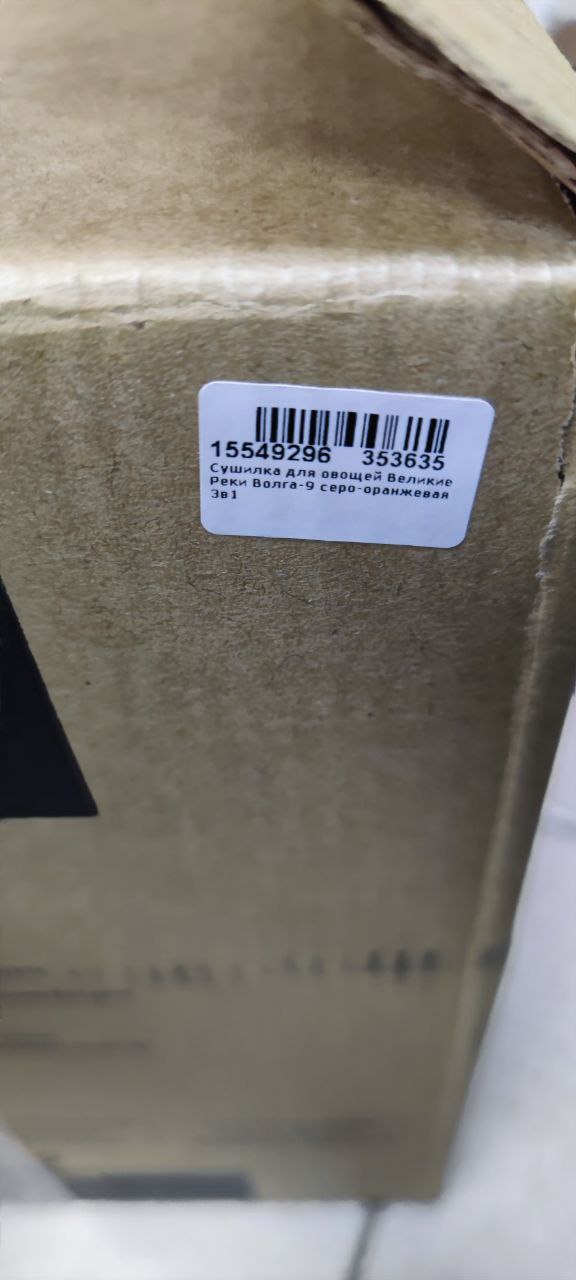 15549296 353635
Сушилка для овощей Великие
Реки Волга-9 серо-оранжевая
3в1